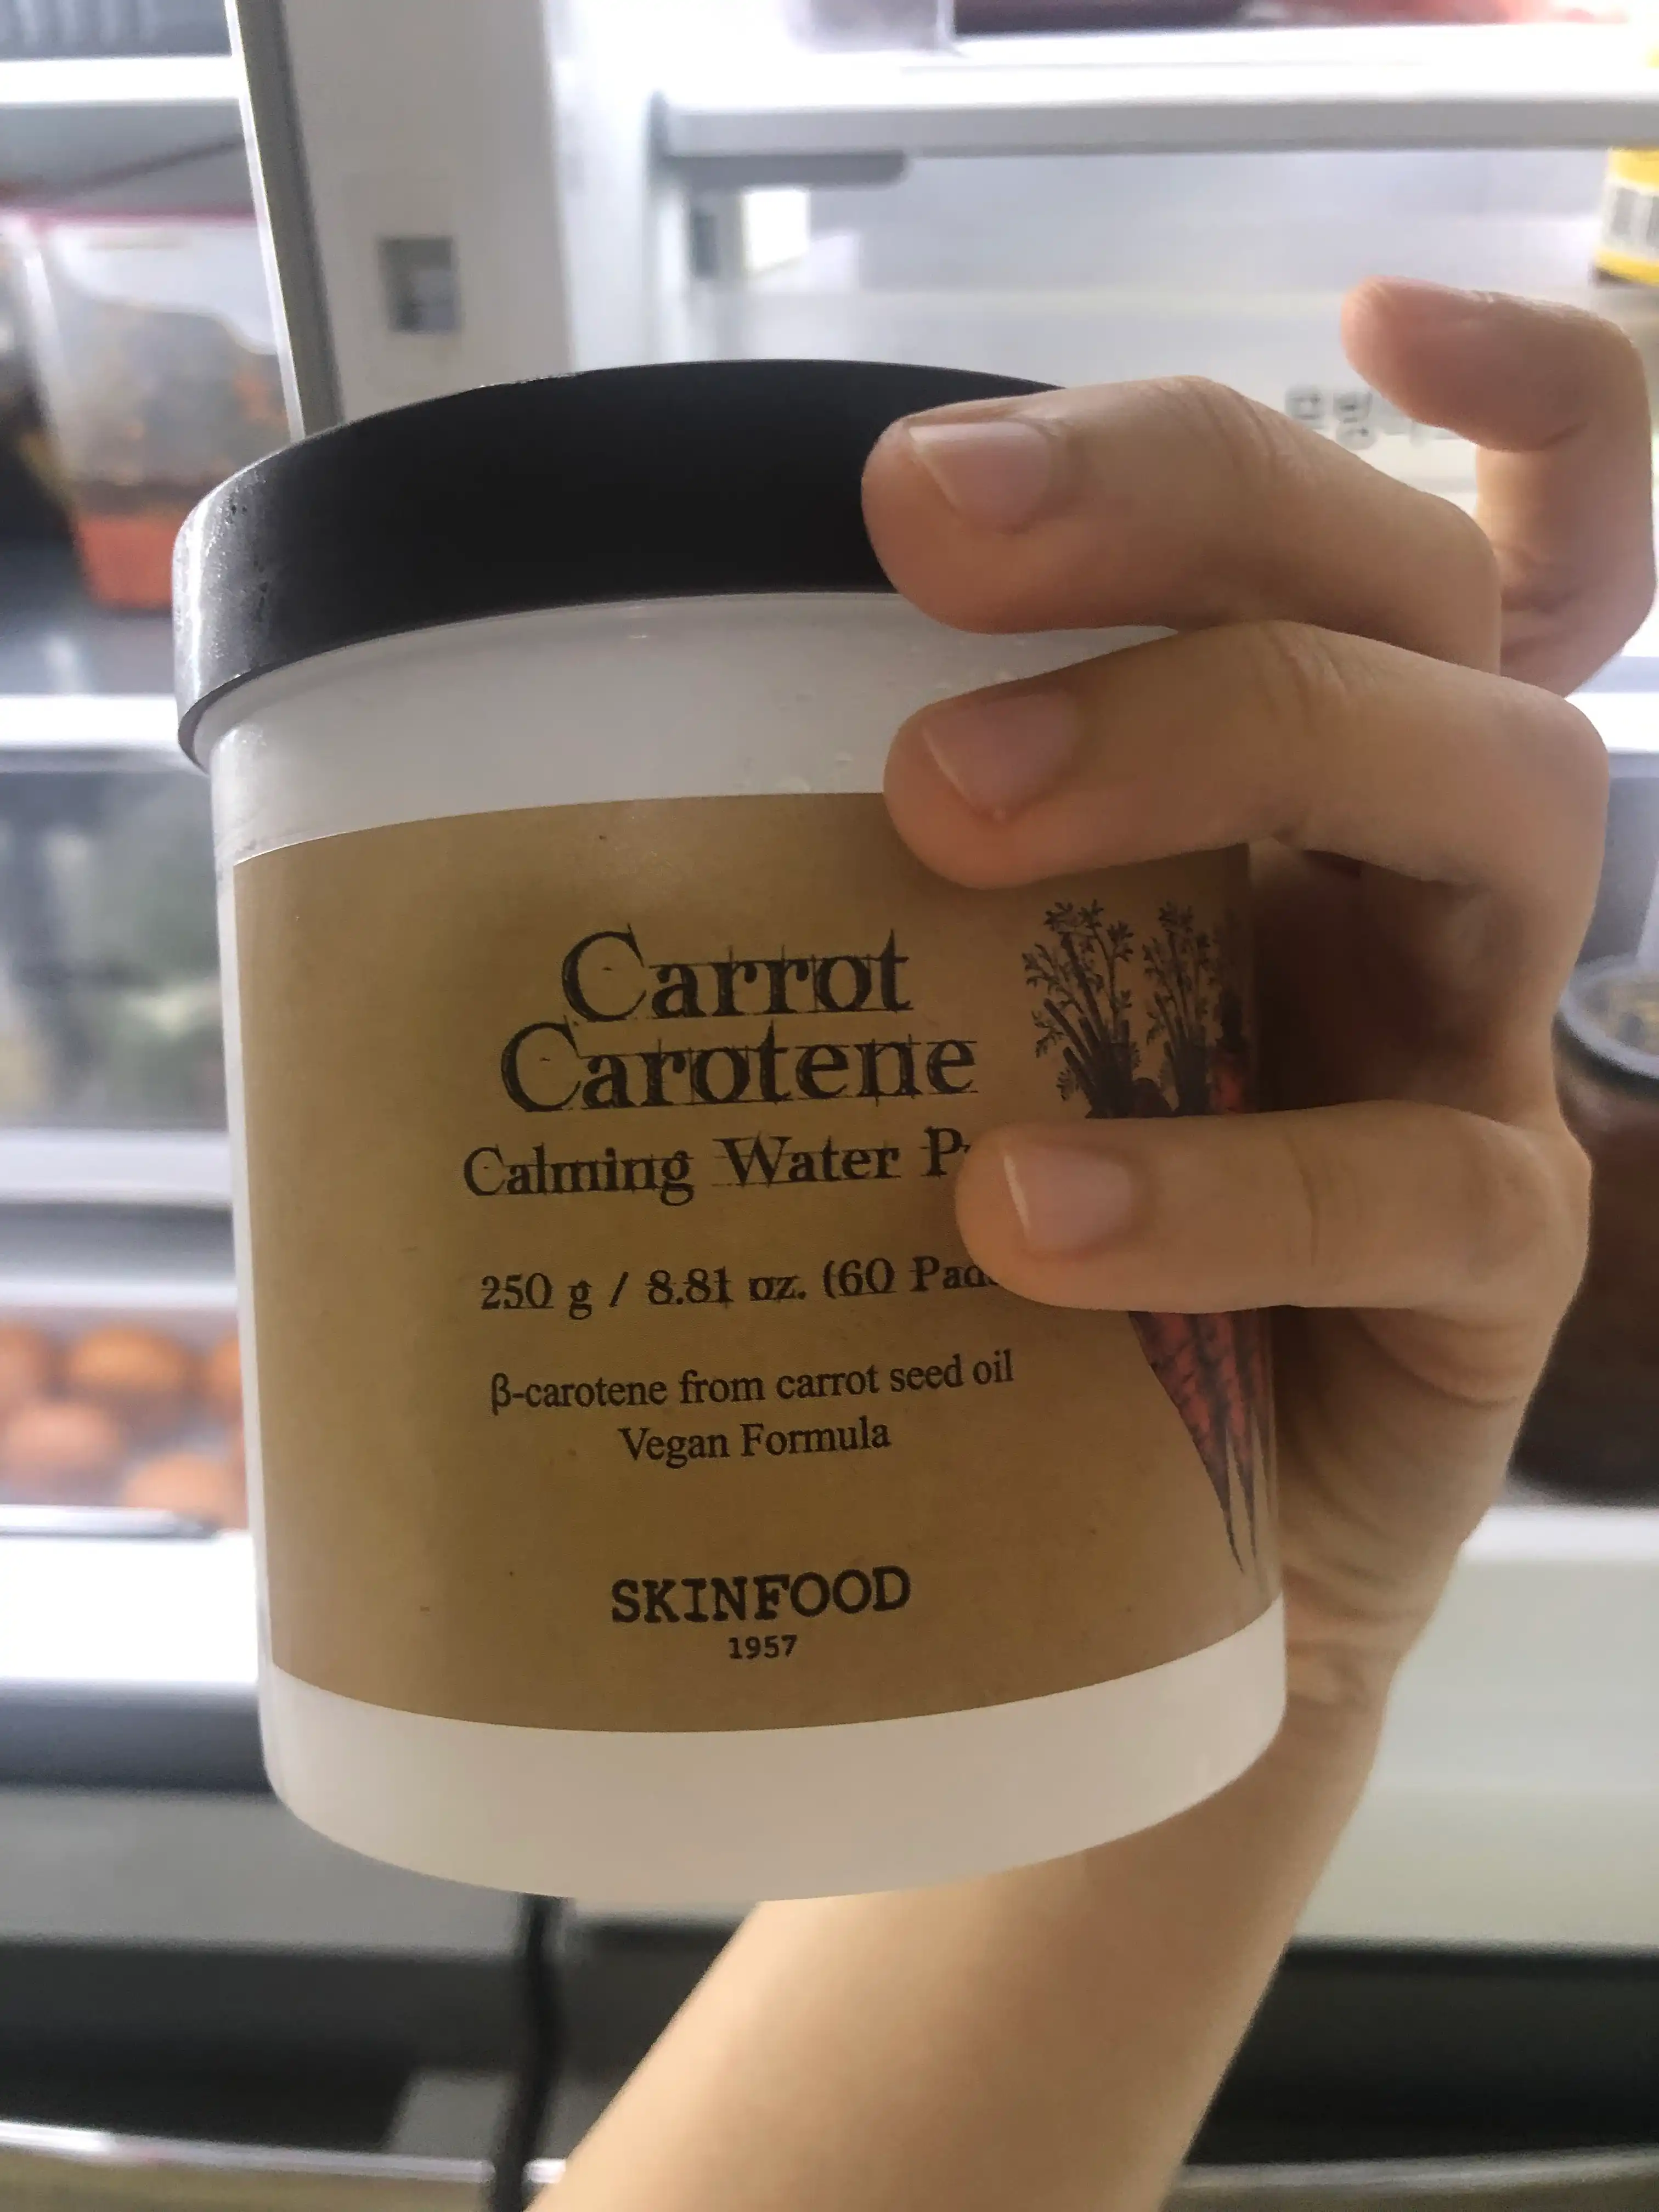 Carrot
Carotene
Calming Water
250 g / 8.81 oz. (60
β-carotene from carrot seed oil
Vegan Formula
SKINFOOD
1957